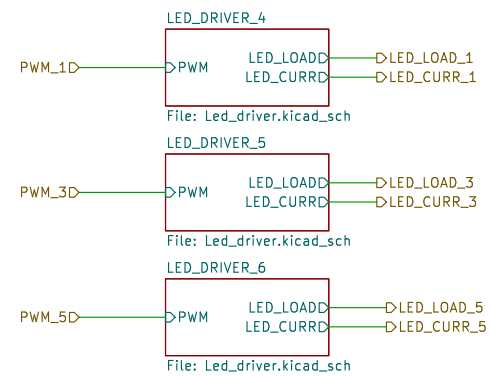 LED_DRIVER_4
PWM_1 PWM LED_LOAD LED_LOAD_1
LED_CURR LED_CURR_1
File: Led_driver.kicad_sch
LED_DRIVER_5
PWM_3 PWM LED_LOAD LED_LOAD_3
LED_CURR LED_CURR_3
File: Led_driver.kicad_sch
LED_DRIVER_6
PWM_5 PWM LED_LOAD LED_LOAD_5
LED_CURR LED_CURR_5
File: Led_driver.kicad_sch